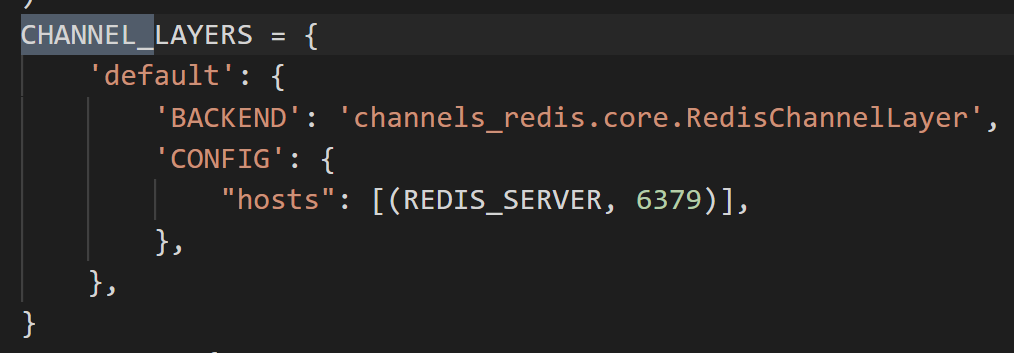 )
CHANNEL_LAYERS = {
    'default': {
        'BACKEND': 'channels_redis.core.RedisChannelLayer',
        'CONFIG': {
            "hosts": [(REDIS_SERVER, 6379)],
        },
    },
}